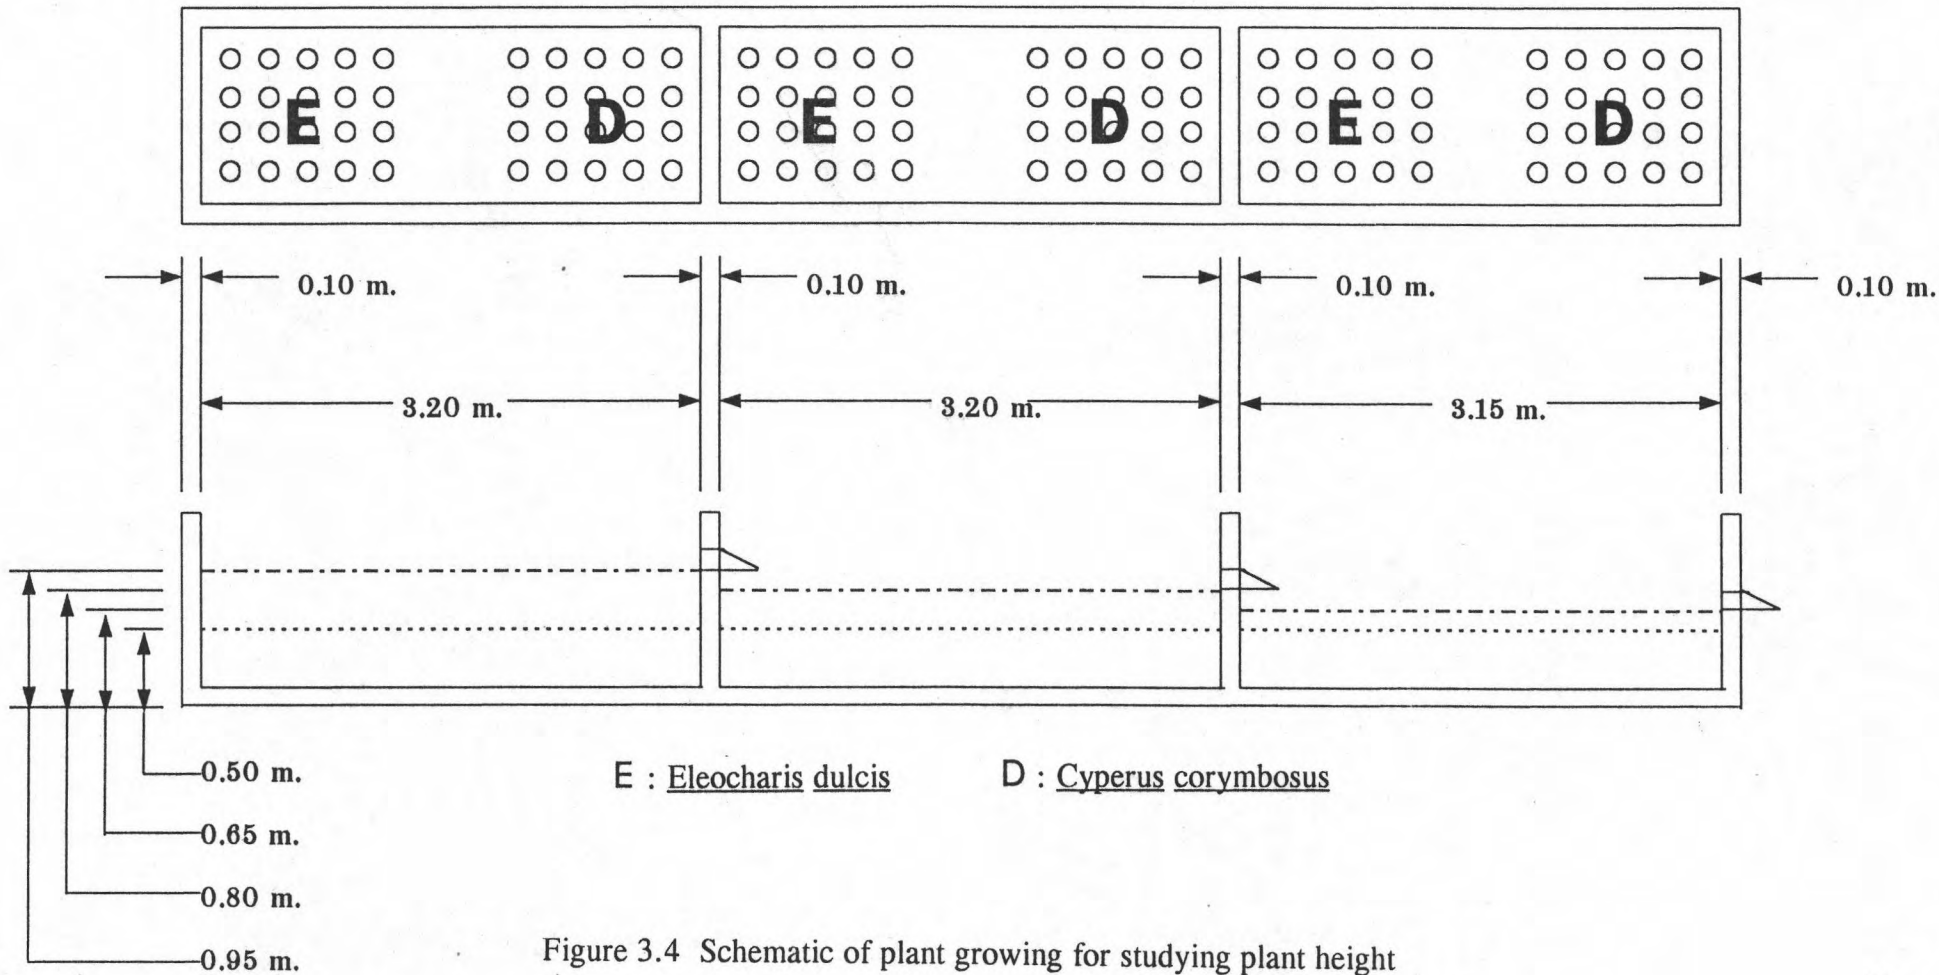 E D E D E D
0.10 m. 0.10 m. 0.10 m. 0.10 m.
3.20 m. 3.20 m. 3.15 m.
0.50 m.
E : Eleocharis dulcis D : Cyperus corymbosus
0.65 m.
0.80 m.
0.95 m.
Figure 3.4 Schematic of plant growing for studying plant height